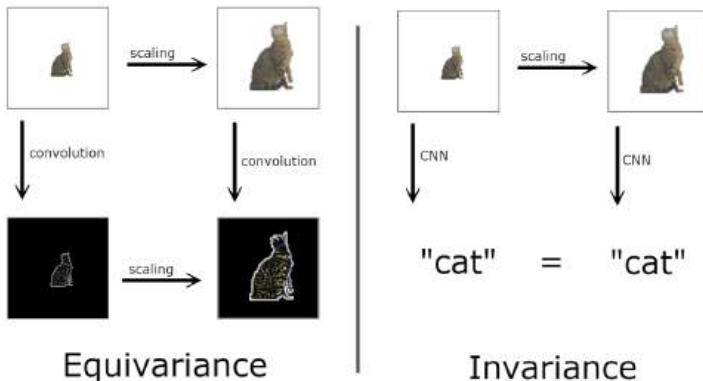 scaling
convolution
convolution
scaling
Equivariance
scaling
CNN
CNN
"cat" = "cat"
Invariance